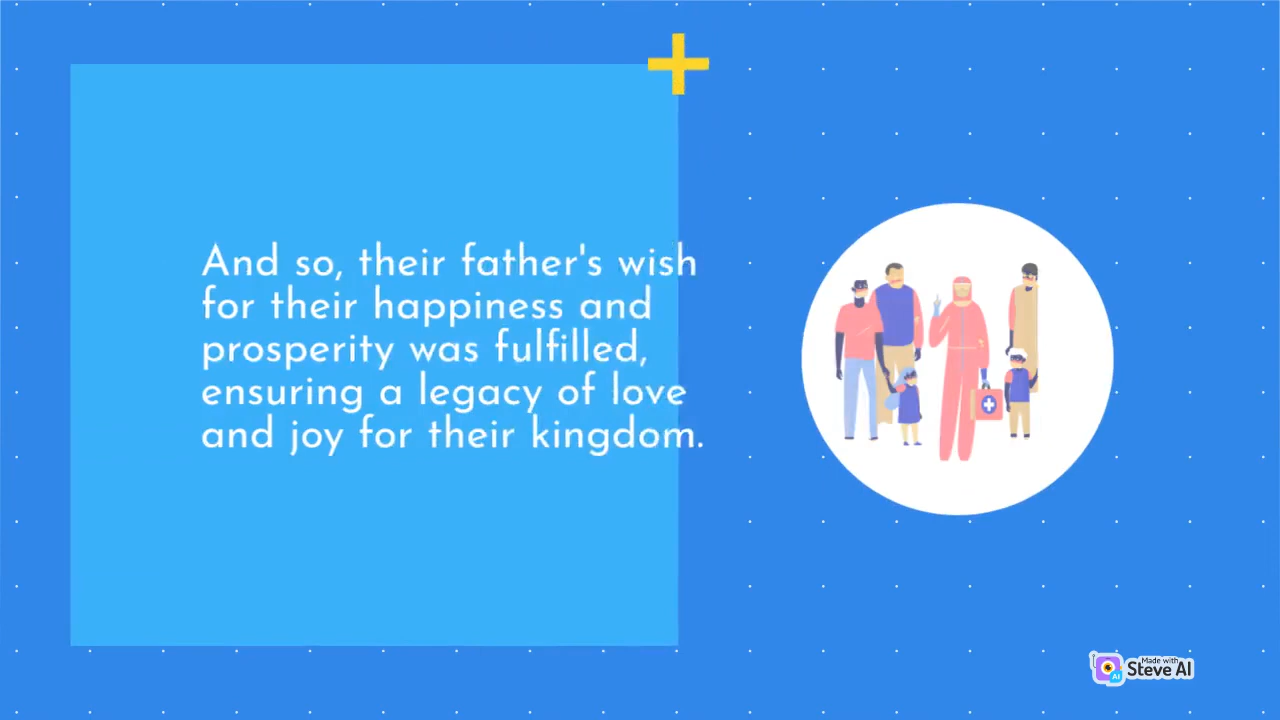 And so, their father's wish
for their happiness and
prosperity was fulfilled,
ensuring a legacy of love
and joy for their kingdom.
Made with
Steve AI
AI